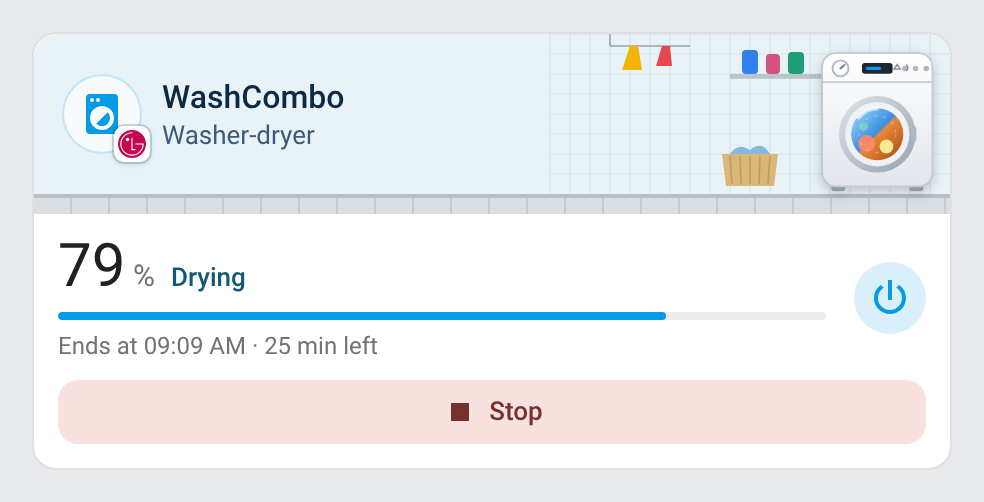 WashCombo
Washer-dryer
79 % Drying
Ends at 09:09 AM · 25 min left
Stop